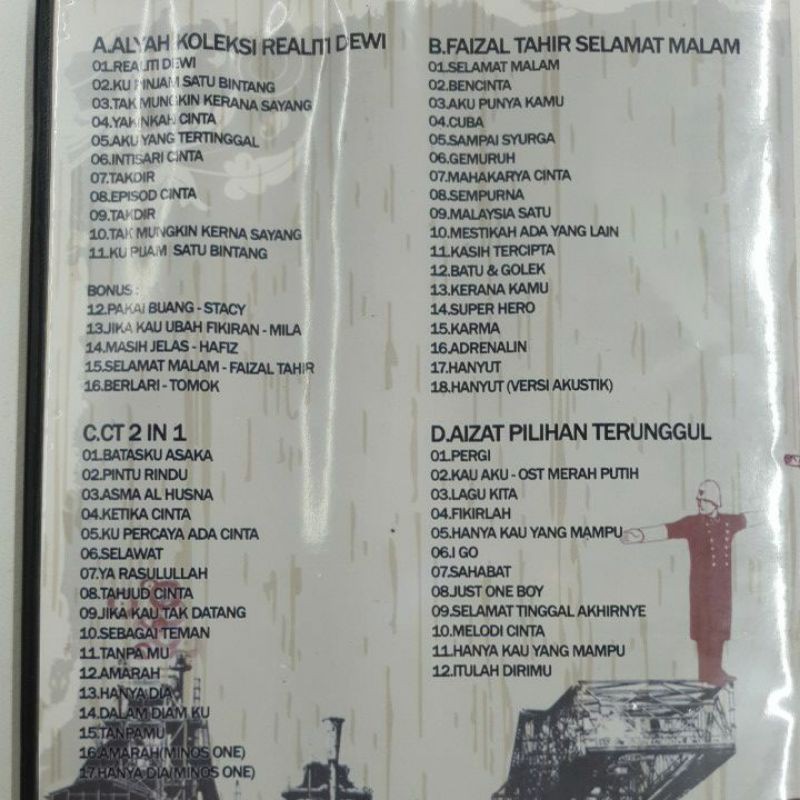 A.ALYAH KOLEKSI REALITI DEWI
01.REALITI DEWI
02.KU PINJAM SATU BINTANG
03.TAK MUNGKIN KERANA SAYANG
04.YAKINKAH CINTA
05.AKU YANG TERTINGGAL
06.INTISARI CINTA
07.TAKDIR
08.EPISOD CINTA
09.TAKDIR
10.TAK MUNGKIN KERNA SAYANG
11.KU PIJAM SATU BINTANG
BONUS :
12.PAKAI BUANG - STACY
13.JIKA KAU UBAH FIKIRAN - MILA
14.MASIH JELAS - HAFIZ
15.SELAMAT MALAM - FAIZAL TAHIR
16.BERLARI - TOMOK
B.FAIZAL TAHIR SELAMAT MALAM
01.SELAMAT MALAM
02.BENCINTA
03.AKU PUNYA KAMU
04.CUBA
05.SAMPAI SYURGA
06.GEMURUH
07.MAHAKARYA CINTA
08.SEMPURNA
09.MALAYSIA SATU
10.MESTIKAH ADA YANG LAIN
11.KASIH TERCIPTA
12.BATU & GOLEK
13.KERANA KAMU
14.SUPER HERO
15.KARMA
16.ADRENALIN
17.HANYUT
18.HANYUT (VERSI AKUSTIK)
C.CT 2 IN 1
01.BATASKU ASAKA
02.PINTU RINDU
03.ASMA AL HUSNA
04.KETIKA CINTA
05.KU PERCAYA ADA CINTA
06.SELAWAT
07.YA RASULULLAH
08.TAHJUD CINTA
09.JIKA KAU TAK DATANG
10.SEBAGAI TEMAN
11.TANPA MU
12.AMARAH
13.HANYA DIA
14.DALAM DIAM KU
15.TANPAMU
16.AMARAH(MINOS ONE)
17.HANYA DIA(MINOS ONE)
D.AIZAT PILIHAN TERUNGGUL
01.PERGI
02.KAU AKU - OST MERAH PUTIH
03.LAGU KITA
04.FIKIRLAH
05.HANYA KAU YANG MAMPU
06.I GO
07.SAHABAT
08.JUST ONE BOY
09.SELAMAT TINGGAL AKHIRNYE
10.MELODI CINTA
11.HANYA KAU YANG MAMPU
12.ITULAH DIRIMU